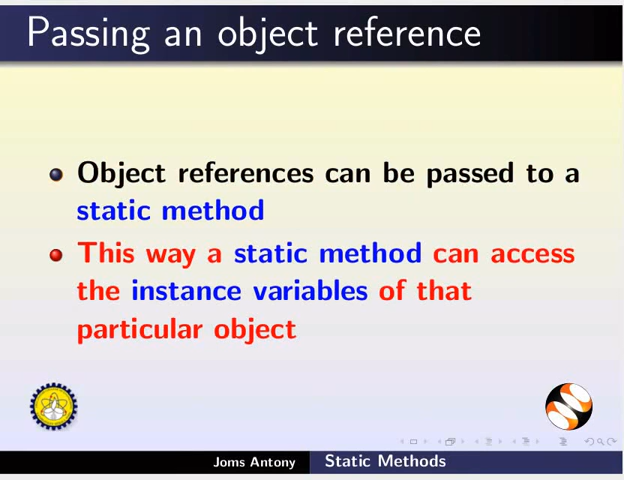 Passing an object reference
Object references can be passed to a
static method
This way a static method can access
the instance variables of that
particular object
Joms Antony
Static Methods